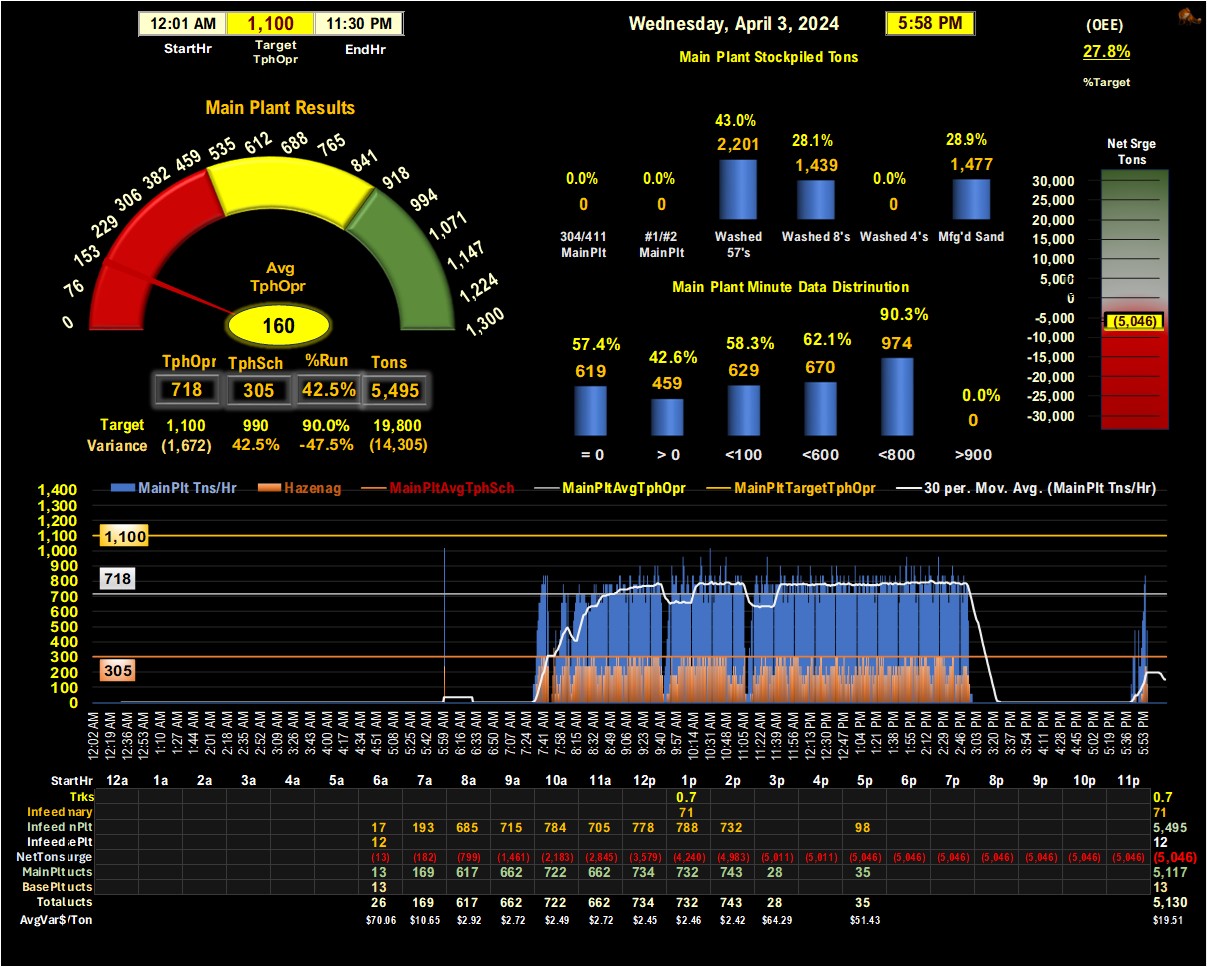 12:01 AM 1,100 11:30 PM
StartHr Target TphOpr EndHr
Wednesday, April 3, 2024 5:58 PM
(OEE)
27.8%
%Target
Main Plant Stockpiled Tons
43.0% 28.1% 28.9%
2,201 1,439 1,477
0.0% 0.0% 0.0%
0 0 0
304/411 MainPlt #1/#2 MainPlt Washed 57's Washed 8's Washed 4's Mfg'd Sand
Net Srge
Tons
30,000
25,000
20,000
15,000
10,000
5,000
0
-5,000
(5,046)
-10,000
-15,000
-20,000
-25,000
-30,000
Main Plant Results
0 76 153 229 306 382 459 535 612 688 765 841 918 994 1,071 1,147 1,224 1,300
Avg
TphOpr
160
TphOpr TphSch %Run Tons
718 305 42.5% 5,495
Target 1,100 990 90.0% 19,800
Variance (1,672) 42.5% -47.5% (14,305)
Main Plant Minute Data Distrinution
57.4% 42.6% 58.3% 62.1% 90.3% 0.0%
619 459 629 670 974 0
= 0 > 0 <100 <600 <800 >900
MainPlt Tns/Hr Hazenag MainPltAvgTphSch MainPltAvgTphOpr MainPltTargetTphOpr 30 per. Mov. Avg. (MainPlt Tns/Hr)
1,400
1,300
1,200
1,100
1,000
900
800
700
600
500
400
300
200
100
0
1,100
718
305
12:02 AM 12:19 AM 12:36 AM 12:53 AM 1:10 AM 1:27 AM 1:44 AM 2:01 AM 2:18 AM 2:35 AM 2:52 AM 3:09 AM 3:26 AM 3:43 AM 4:00 AM 4:17 AM 4:34 AM 4:51 AM 5:08 AM 5:25 AM 5:42 AM 5:59 AM 6:16 AM 6:33 AM 6:50 AM 7:07 AM 7:24 AM 7:41 AM 7:58 AM 8:15 AM 8:32 AM 8:49 AM 9:06 AM 9:23 AM 9:40 AM 9:57 AM 10:14 AM 10:31 AM 10:48 AM 11:05 AM 11:22 AM 11:39 AM 11:56 AM 12:13 PM 12:30 PM 12:47 PM 1:04 PM 1:21 PM 1:38 PM 1:55 PM 2:12 PM 2:29 PM 2:46 PM 3:03 PM 3:20 PM 3:37 PM 3:54 PM 4:11 PM 4:28 PM 4:45 PM 5:02 PM 5:19 PM 5:36 PM 5:53 PM
StartHr 12a 1a 2a 3a 4a 5a 6a 7a 8a 9a 10a 11a 12p 1p 2p 3p 4p 5p 6p 7p 8p 9p 10p 11p
Trks 0.7 0.7
Infeed mary 71 71
Infeed nPlt 17 193 685 715 784 705 778 788 732 98 5,495
Infeed ePlt 12 12
NetTons urge (13) (182) (799) (1,461) (2,183) (2,845) (3,579) (4,240) (4,983) (5,011) (5,011) (5,046) (5,046) (5,046) (5,046) (5,046) (5,046) (5,046) (5,046)
MainPlt ucts 13 169 617 662 722 662 734 732 743 28 35 5,117
BasePlt ucts 13 13
Total ucts 26 169 617 662 722 662 734 732 743 28 35 5,130
AvgVar$/Ton $70.06 $10.65 $2.92 $2.72 $2.49 $2.72 $2.45 $2.46 $2.42 $64.29 $51.43 $19.51